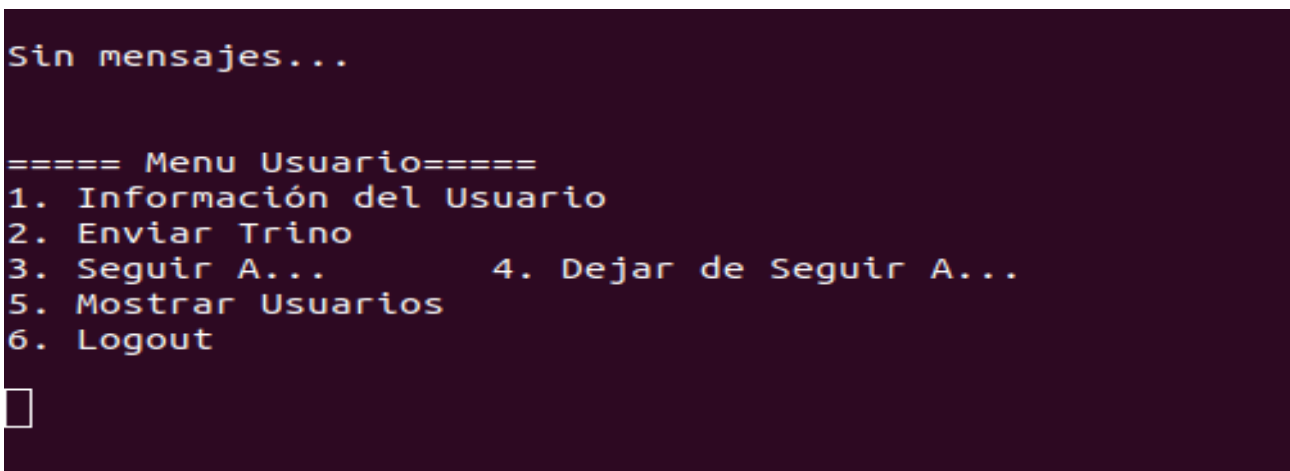 Sin mensajes...
===== Menu Usuario=====
1. Información del Usuario
2. Enviar Trino
3. Seguir A... 4. Dejar de Seguir A...
5. Mostrar Usuarios
6. Logout